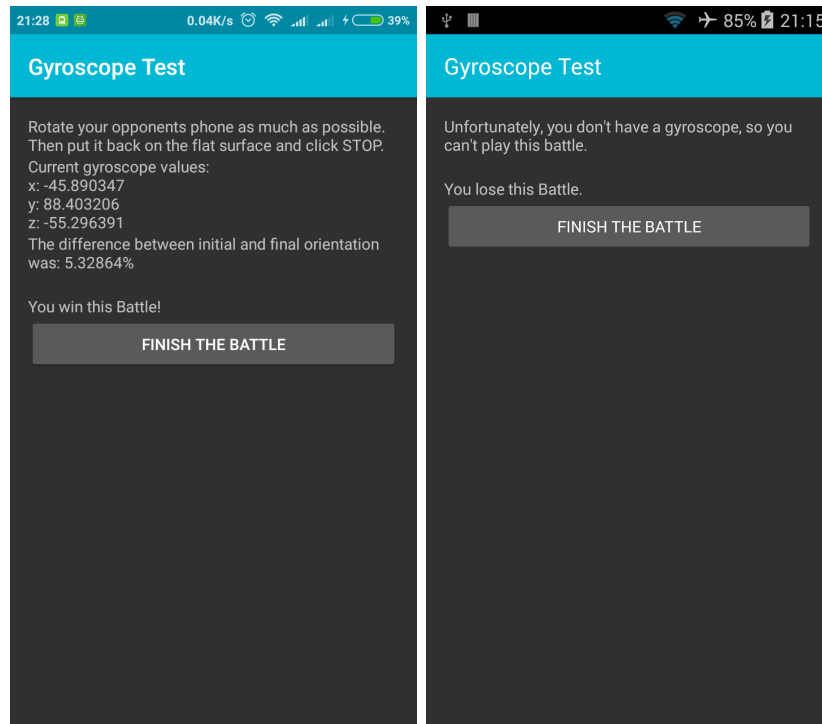 21:28 0.04K/s 39%
Gyroscope Test
Rotate your opponents phone as much as possible.
Then put it back on the flat surface and click STOP.
Current gyroscope values:
x: -45.890347
y: 88.403206
z: -55.296391
The difference between initial and final orientation
was: 5.32864%
You win this Battle!
FINISH THE BATTLE
85% 21:15
Gyroscope Test
Unfortunately, you don't have a gyroscope, so you
can't play this battle.
You lose this Battle.
FINISH THE BATTLE